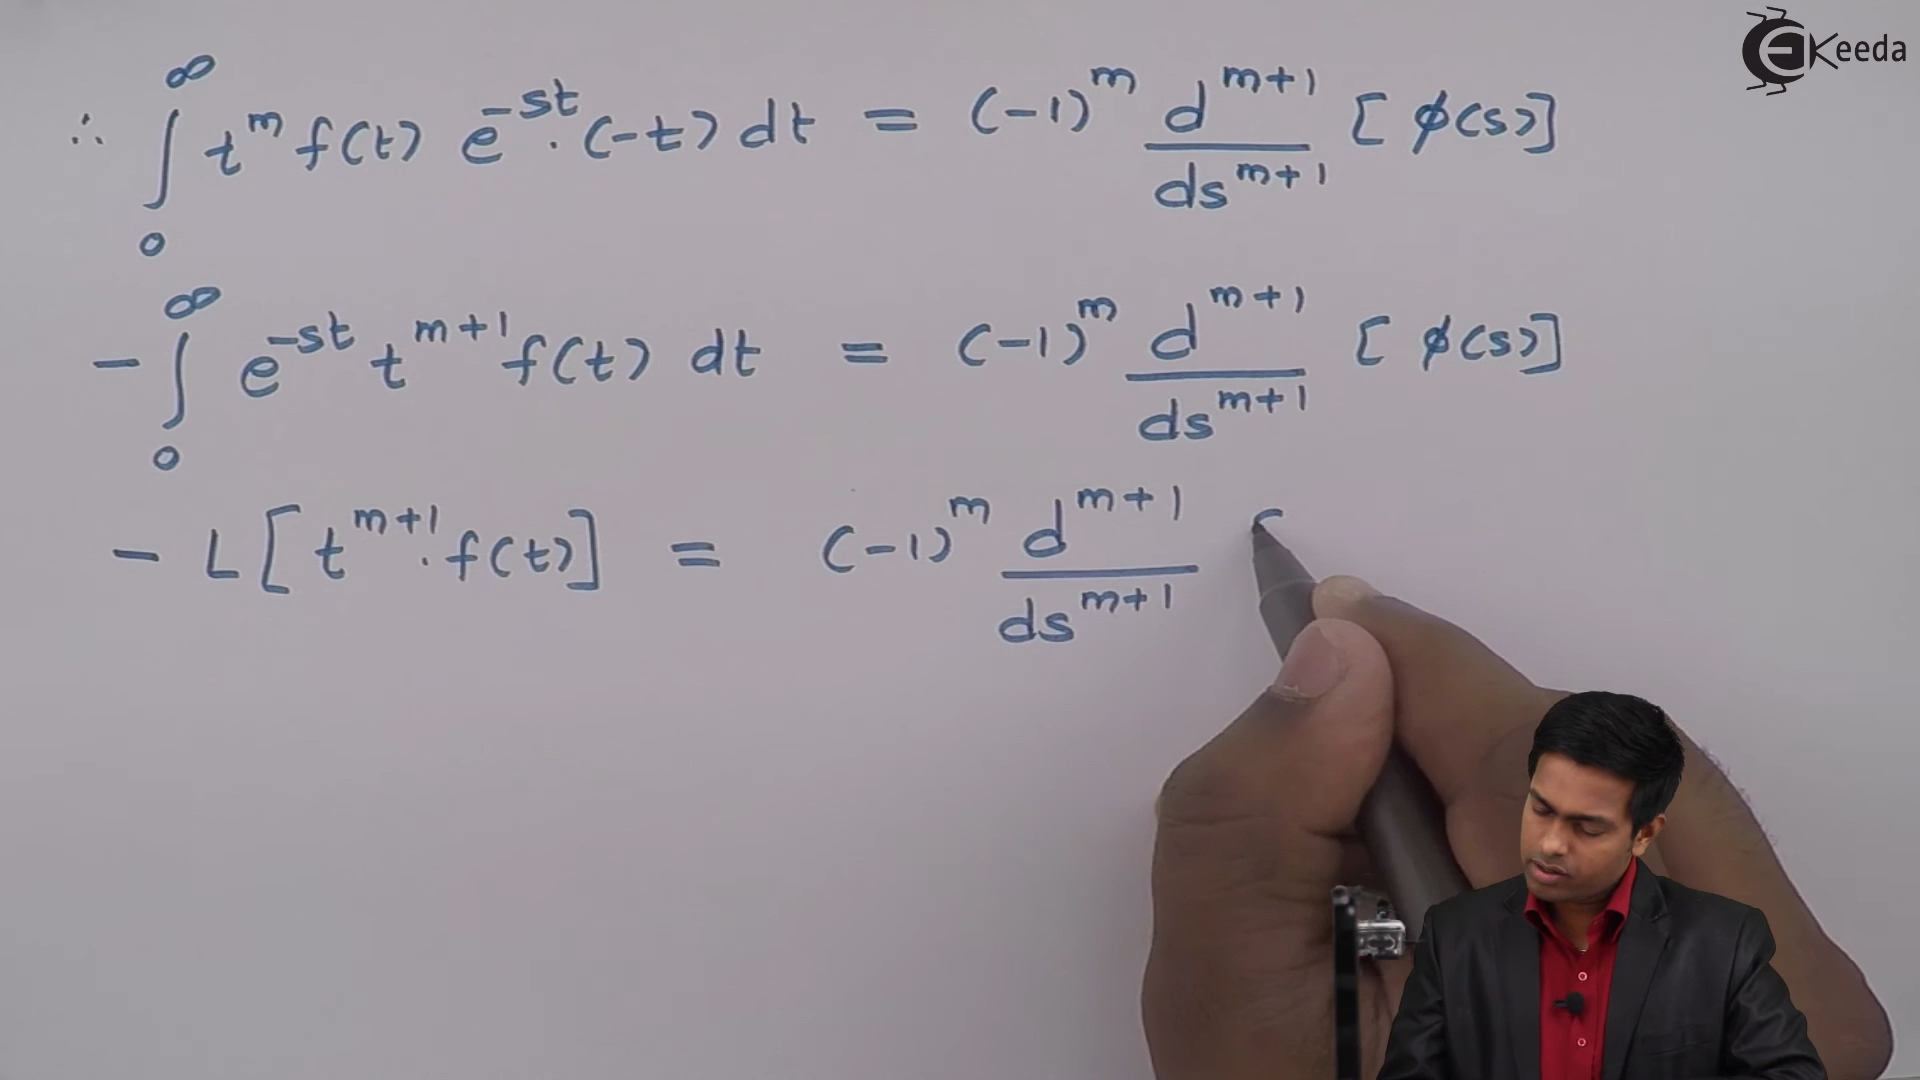 EKeeda
∴ ∫₀^∞ t^m f(t) e^{-st} · (-t) dt = (-1)^m d^{m+1}/ds^{m+1} [ φ(s)]
- ∫₀^∞ e^{-st} t^{m+1} f(t) dt = (-1)^m d^{m+1}/ds^{m+1} [ φ(s)]
- L[ t^{m+1} · f(t)] = (-1)^m d^{m+1}/ds^{m+1}